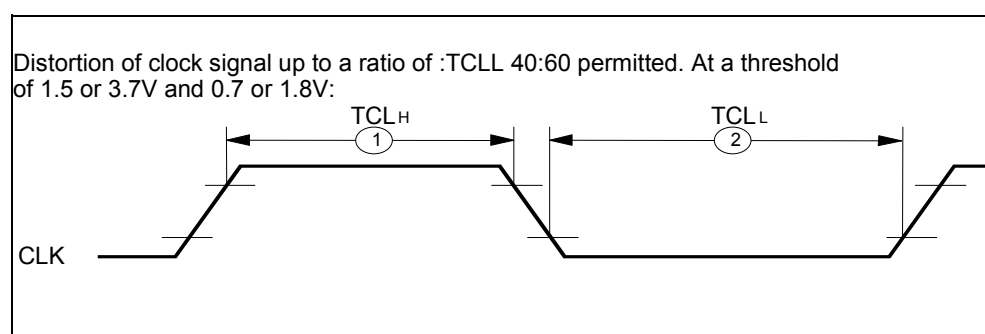 Distortion of clock signal up to a ratio of :TCLL 40:60 permitted. At a threshold
of 1.5 or 3.7V and 0.7 or 1.8V:
TCLH TCLL
1 2
CLK